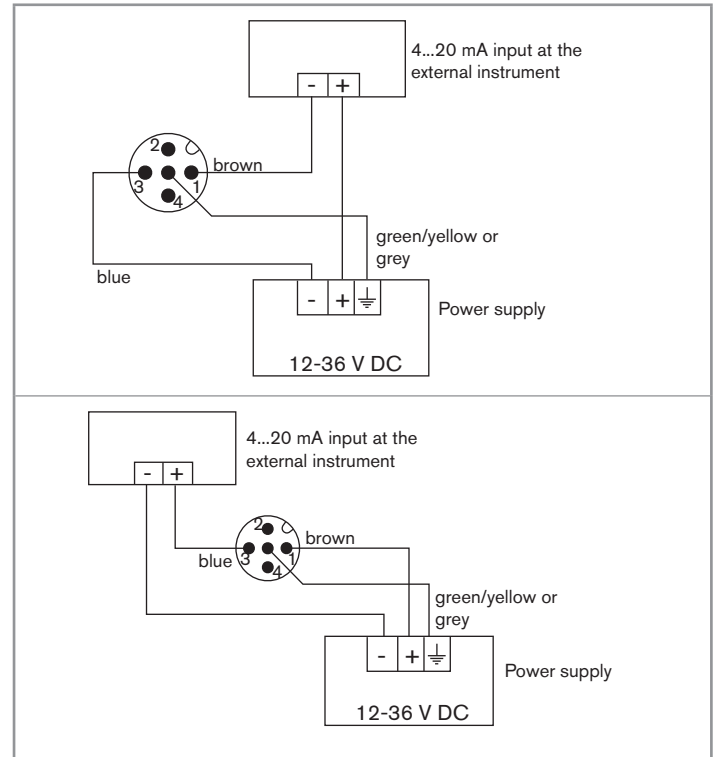 4...20 mA input at the
external instrument
- +
2
brown
3 1
4
green/yellow or
grey
blue
- +
Power supply
12-36 V DC
4...20 mA input at the
external instrument
- +
2
brown
blue 3 1
4
green/yellow or
grey
- +
Power supply
12-36 V DC